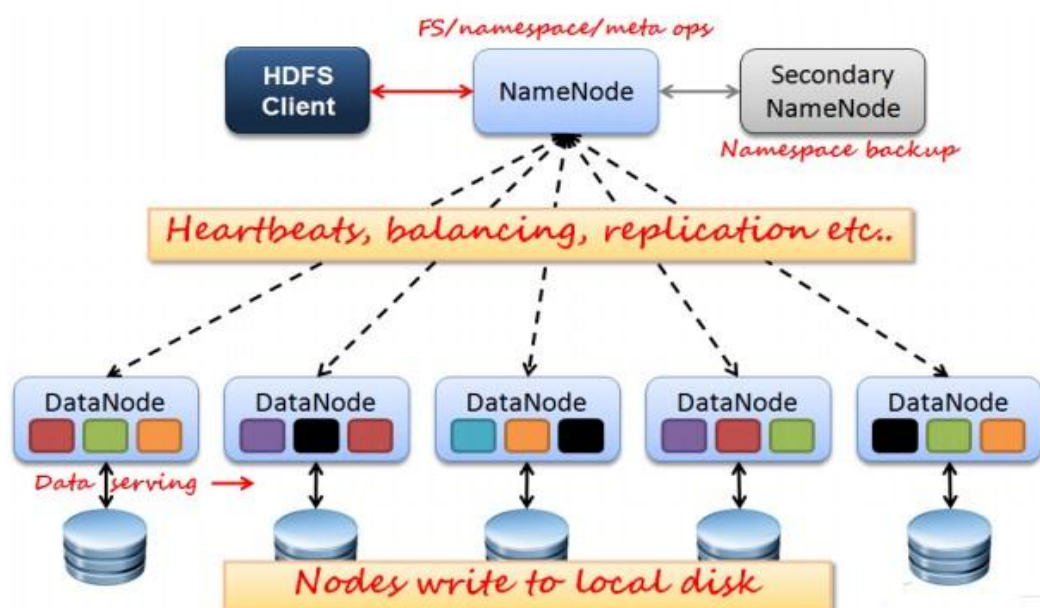 FS/namespace/meta ops
HDFS
Client
NameNode
Secondary
NameNode
Namespace backup
Heartbeats, balancing, replication etc..
DataNode
DataNode
DataNode
DataNode
DataNode
Data serving
Nodes write to local disk